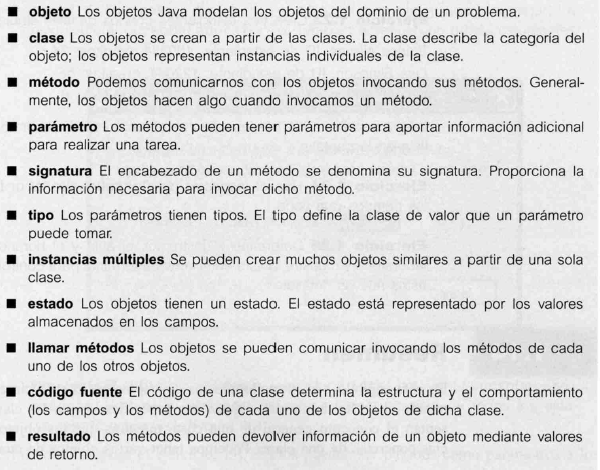 ■ objeto Los objetos Java modelan los objetos del dominio de un problema.
■ clase Los objetos se crean a partir de las clases. La clase describe la categoría del
objeto; los objetos representan instancias individuales de la clase.
■ método Podemos comunicarnos con los objetos invocando sus métodos. General-
mente, los objetos hacen algo cuando invocamos un método.
■ parámetro Los métodos pueden tener parámetros para aportar información adicional
para realizar una tarea.
■ signatura El encabezado de un método se denomina su signatura. Proporciona la
información necesaria para invocar dicho método.
■ tipo Los parámetros tienen tipos. El tipo define la clase de valor que un parámetro
puede tomar.
■ instancias múltiples Se pueden crear muchos objetos similares a partir de una sola
clase.
■ estado Los objetos tienen un estado. El estado está representado por los valores
almacenados en los campos.
■ llamar métodos Los objetos se pueden comunicar invocando los métodos de cada
uno de los otros objetos.
■ código fuente El código de una clase determina la estructura y el comportamiento
(los campos y los métodos) de cada uno de los objetos de dicha clase.
■ resultado Los métodos pueden devolver información de un objeto mediante valores
de retorno.